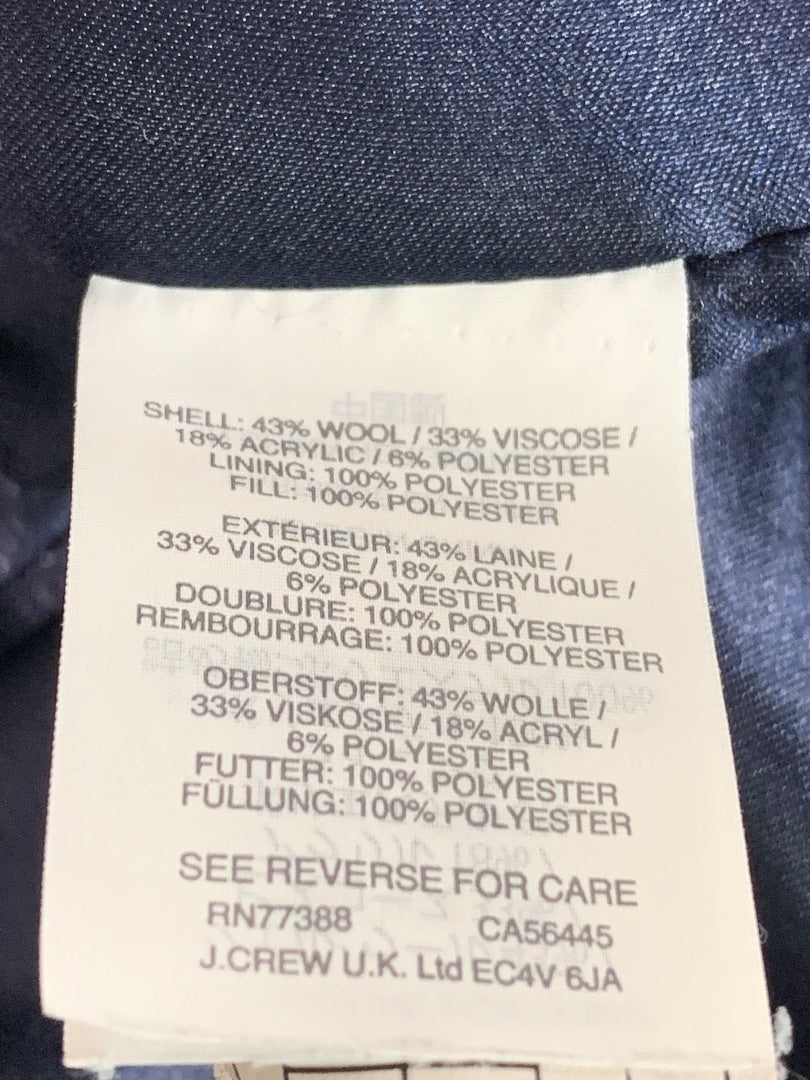 SHELL: 43% WOOL / 33% VISCOSE /
18% ACRYLIC / 6% POLYESTER
LINING: 100% POLYESTER
FILL: 100% POLYESTER
EXTÉRIEUR: 43% LAINE /
33% VISCOSE / 18% ACRYLIQUE /
6% POLYESTER
DOUBLURE: 100% POLYESTER
REMBOURRAGE: 100% POLYESTER
OBERSTOFF: 43% WOLLE /
33% VISKOSE / 18% ACRYL /
6% POLYESTER
FUTTER: 100% POLYESTER
FÜLLUNG: 100% POLYESTER
SEE REVERSE FOR CARE
RN77388 CA56445
J.CREW U.K. Ltd EC4V 6JA